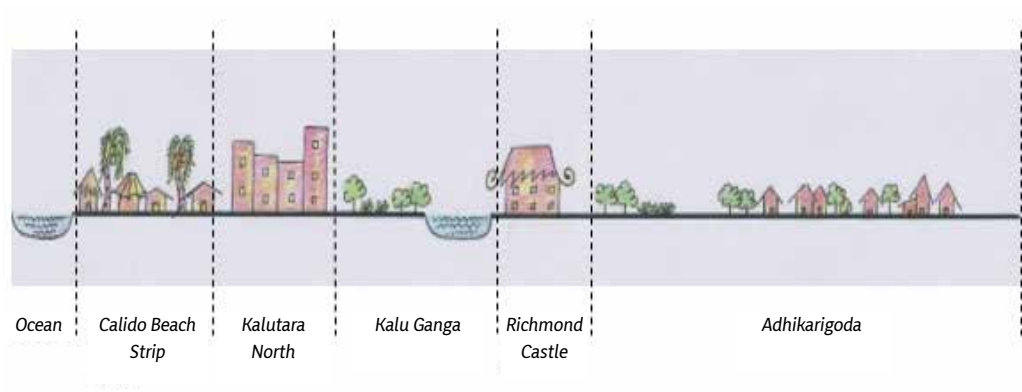 Ocean
Calido Beach
Strip
Kalutara
North
Kalu Ganga
Richmond
Castle
Adhikarigoda